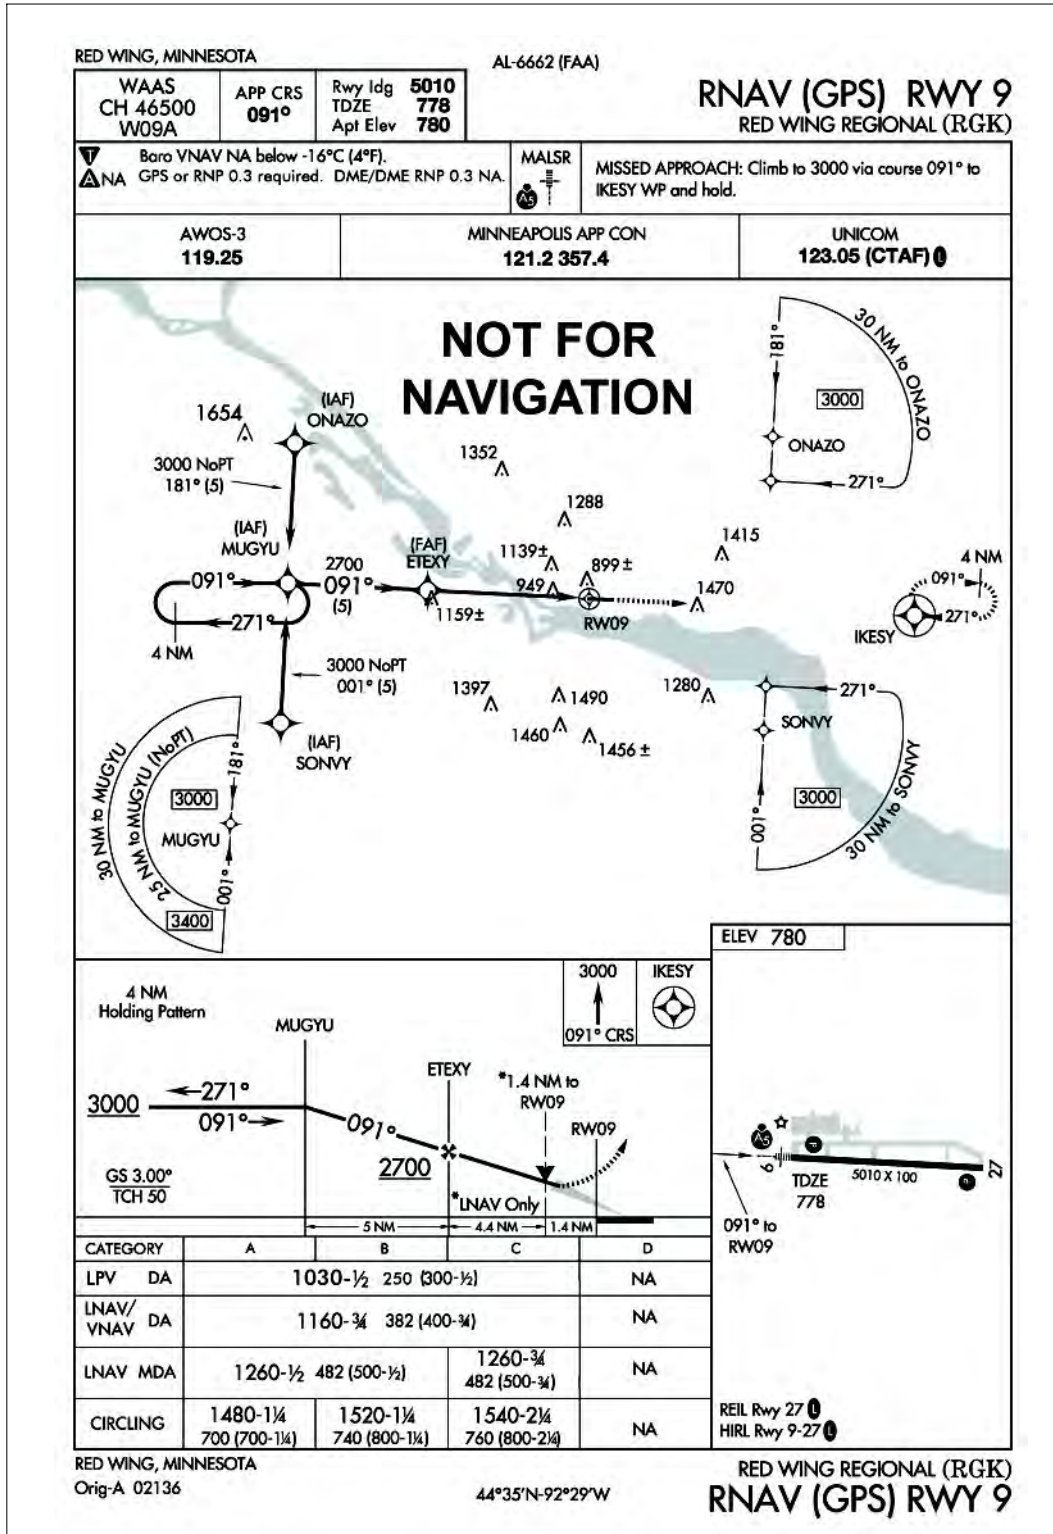 RED WING, MINNESOTA
AL-6662 (FAA)
WAAS
CH 46500
W09A
APP CRS
091°
Rwy ldg 5010
TDZE 778
Apt Elev 780
RNAV (GPS) RWY 9
RED WING REGIONAL (RGK)
T
A NA
Baro VNAV NA below -16°C (4°F).
GPS or RNP 0.3 required. DME/DME RNP 0.3 NA.
MALSR
A5
MISSED APPROACH: Climb to 3000 via course 091° to
IKESY WP and hold.
AWOS-3
119.25
MINNEAPOLIS APP CON
121.2 357.4
UNICOM
123.05 (CTAF) L
NOT FOR
NAVIGATION
30 NM to ONAZO
181°
3000
ONAZO
271°
(IAF)
ONAZO
1654
3000 NoPT
181° (5)
1352
1288
1415
(IAF)
MUGYU
2700
091°
(5)
(FAF)
ETEXY
1139±
899±
949
1159±
RW09
1470
091°
271°
4 NM
4 NM
091°
271°
IKESY
3000 NoPT
001° (5)
1397
1490
1460
1456±
1280
(IAF)
SONVY
271°
SONVY
001°
3000
30 NM to SONVY
30 NM to MUGYU
25 NM to MUGYU (NoPT)
181°
3000
MUGYU
001°
3400
ELEV 780
4 NM
Holding Pattern
MUGYU
3000
091° CRS
IKESY
ETEXY
*1.4 NM to
RW09
RW09
3000
271°
091°
091°
2700
GS 3.00°
TCH 50
*LNAV Only
5 NM
4.4 NM
1.4 NM
A5
P
9
TDZE
778
5010 X 100
P
27
091° to
RW09
CATEGORY A B C D
LPV DA 1030-½ 250 (300-½) NA
LNAV/
VNAV DA 1160-¾ 382 (400-¾) NA
LNAV MDA 1260-½ 482 (500-½) 1260-¾
482 (500-¾) NA
CIRCLING 1480-1¼ 1520-1¼ 1540-2¼ NA
700 (700-1¼) 740 (800-1¼) 760 (800-2¼)
REIL Rwy 27 L
HIRL Rwy 9-27 L
RED WING, MINNESOTA
Orig-A 02136
44°35'N-92°29'W
RED WING REGIONAL (RGK)
RNAV (GPS) RWY 9